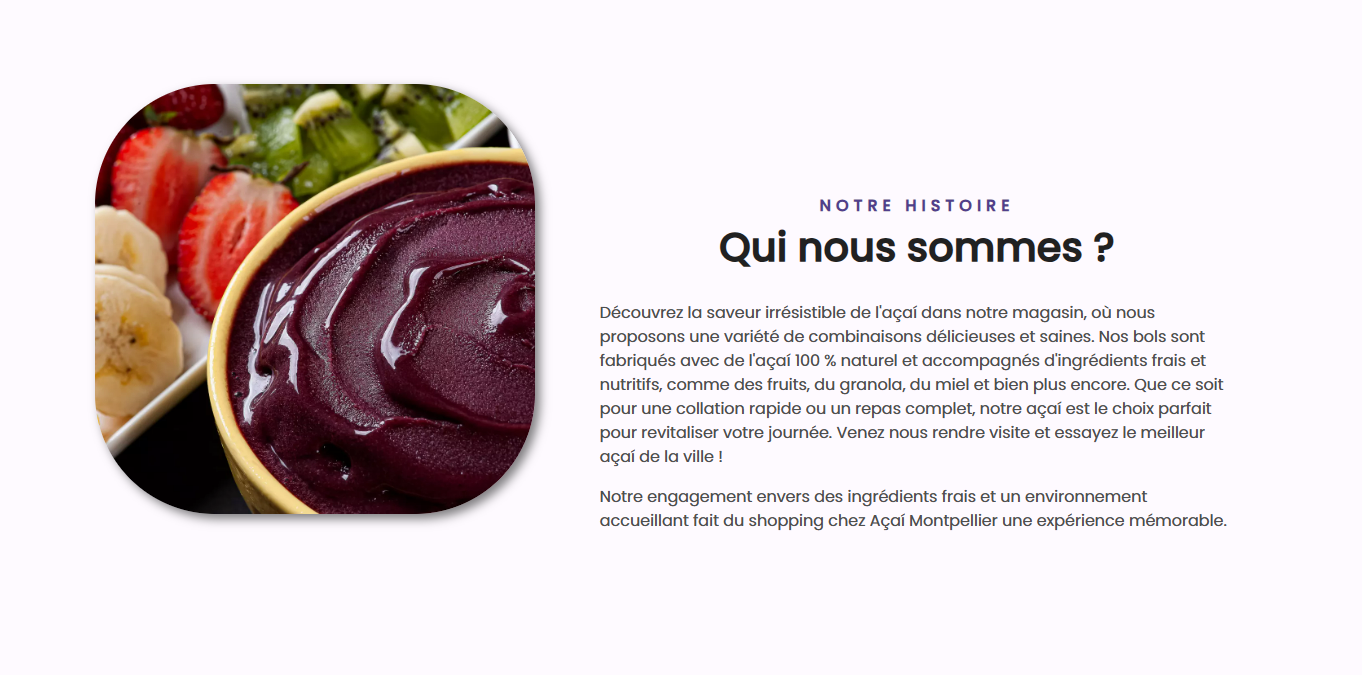 NOTRE HISTOIRE
Qui nous sommes ?
Découvrez la saveur irrésistible de l'açaí dans notre magasin, où nous
proposons une variété de combinaisons délicieuses et saines. Nos bols sont
fabriqués avec de l'açaí 100 % naturel et accompagnés d'ingrédients frais et
nutritifs, comme des fruits, du granola, du miel et bien plus encore. Que ce soit
pour une collation rapide ou un repas complet, notre açaí est le choix parfait
pour revitaliser votre journée. Venez nous rendre visite et essayez le meilleur
açaí de la ville !
Notre engagement envers des ingrédients frais et un environnement
accueillant fait du shopping chez Açaí Montpellier une expérience mémorable.